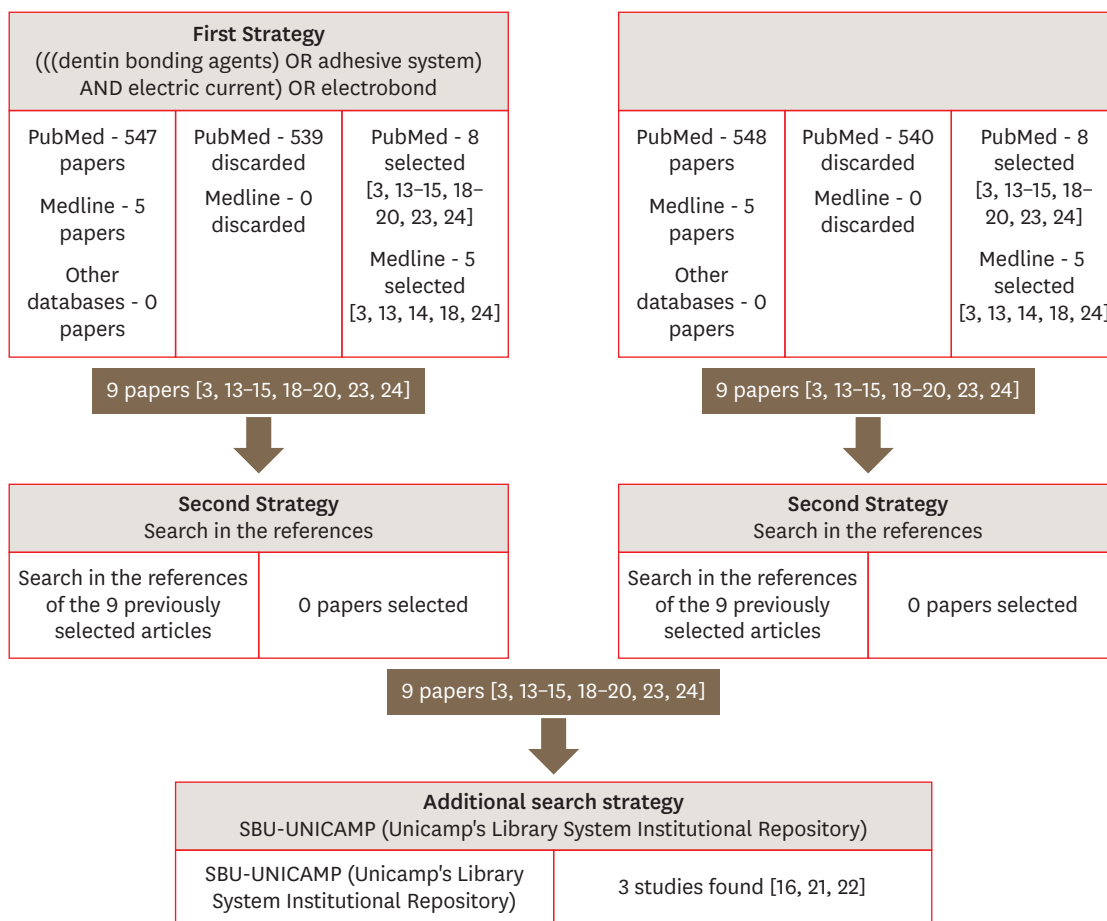 First Strategy
(((dentin bonding agents) OR adhesive system)
AND electric current) OR electrobond
PubMed - 547
papers
Medline - 5
papers
Other
databases - 0
papers
PubMed - 539
discarded
Medline - 0
discarded
PubMed - 8
selected
[3, 13–15, 18–
20, 23, 24]
Medline - 5
selected
[3, 13, 14, 18, 24]
PubMed - 548
papers
Medline - 5
papers
Other
databases - 0
papers
PubMed - 540
discarded
Medline - 0
discarded
PubMed - 8
selected
[3, 13–15, 18–
20, 23, 24]
Medline - 5
selected
[3, 13, 14, 18, 24]
9 papers [3, 13–15, 18–20, 23, 24]
9 papers [3, 13–15, 18–20, 23, 24]
Second Strategy
Search in the references
Search in the references
of the 9 previously
selected articles
0 papers selected
Second Strategy
Search in the references
Search in the references
of the 9 previously
selected articles
0 papers selected
9 papers [3, 13–15, 18–20, 23, 24]
Additional search strategy
SBU-UNICAMP (Unicamp's Library System Institutional Repository)
SBU-UNICAMP (Unicamp's Library
System Institutional Repository)
3 studies found [16, 21, 22]